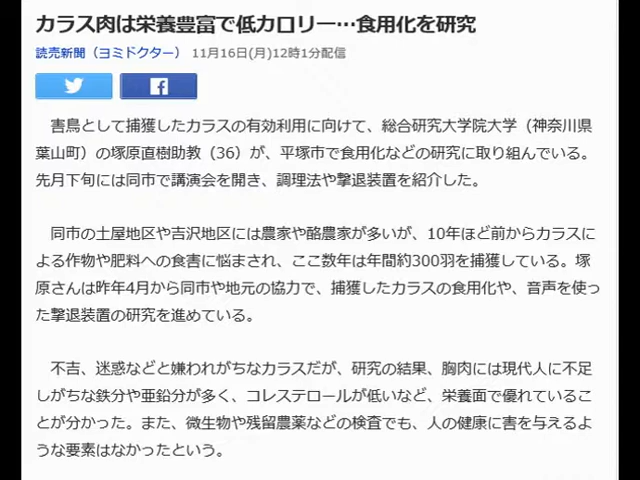 カラス肉は栄養豊富で低カロリー…食用化を研究
読売新聞（ヨミドクター） 11月16日(月)12時1分配信
害鳥として捕獲したカラスの有効利用に向けて、総合研究大学院大学（神奈川県
葉山町）の塚原直樹助教（36）が、平塚市で食用化などの研究に取り組んでいる。
先月下旬には同市で講演会を開き、調理法や撃退装置を紹介した。
同市の土屋地区や吉沢地区には農家や酪農家が多いが、10年ほど前からカラスに
よる作物や肥料への食害に悩まされ、ここ数年は年間約300羽を捕獲している。塚
原さんは昨年4月から同市や地元の協力で、捕獲したカラスの食用化や、音声を使っ
た撃退装置の研究を進めている。
不吉、迷惑などと嫌われがちなカラスだが、研究の結果、胸肉には現代人に不足
しがちな鉄分や亜鉛分が多く、コレステロールが低いなど、栄養面で優れているこ
とが分かった。また、微生物や残留農薬などの検査でも、人の健康に害を与えるよ
うな要素はなかったという。